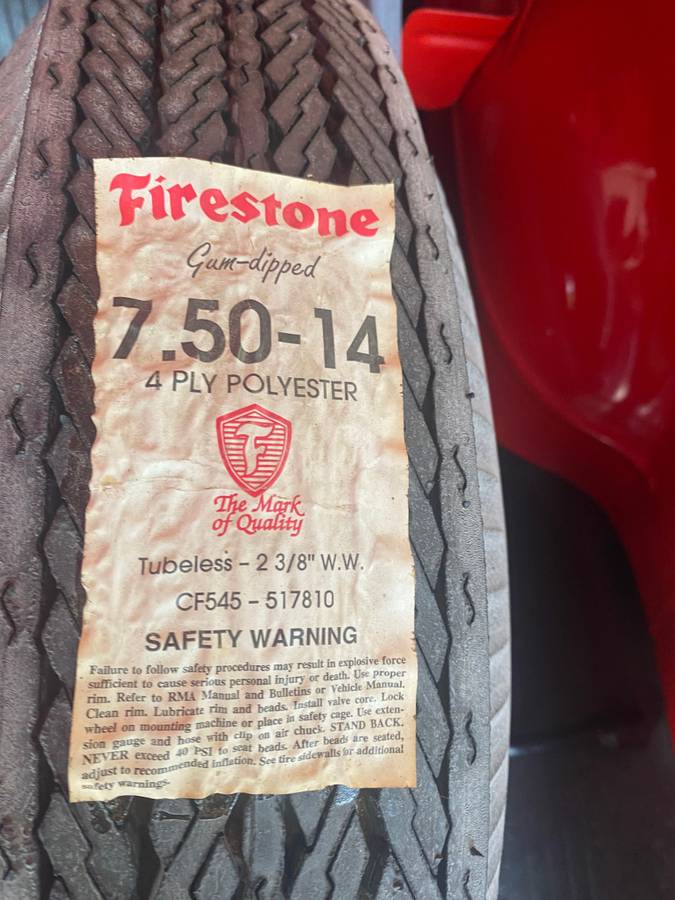 Firestone
Gum-dipped
7.50-14
4 PLY POLYESTER
F
The Mark
of Quality
Tubeless – 2 3/8" W.W.
CF545 – 517810
SAFETY WARNING
Failure to follow safety procedures may result in explosive force
sufficient to cause serious personal injury or death. Use proper
rim. Refer to RMA Manual and Bulletins or Vehicle Manual.
Clean rim. Lubricate rim and beads. Install valve core. Lock
wheel on mounting machine or place in safety cage. Use exten-
sion gauge and hose with clip on air chuck. STAND BACK.
NEVER exceed 40 PSI to seat beads. After beads are seated,
adjust to recommended inflation. See tire sidewalls for additional
safety warnings.